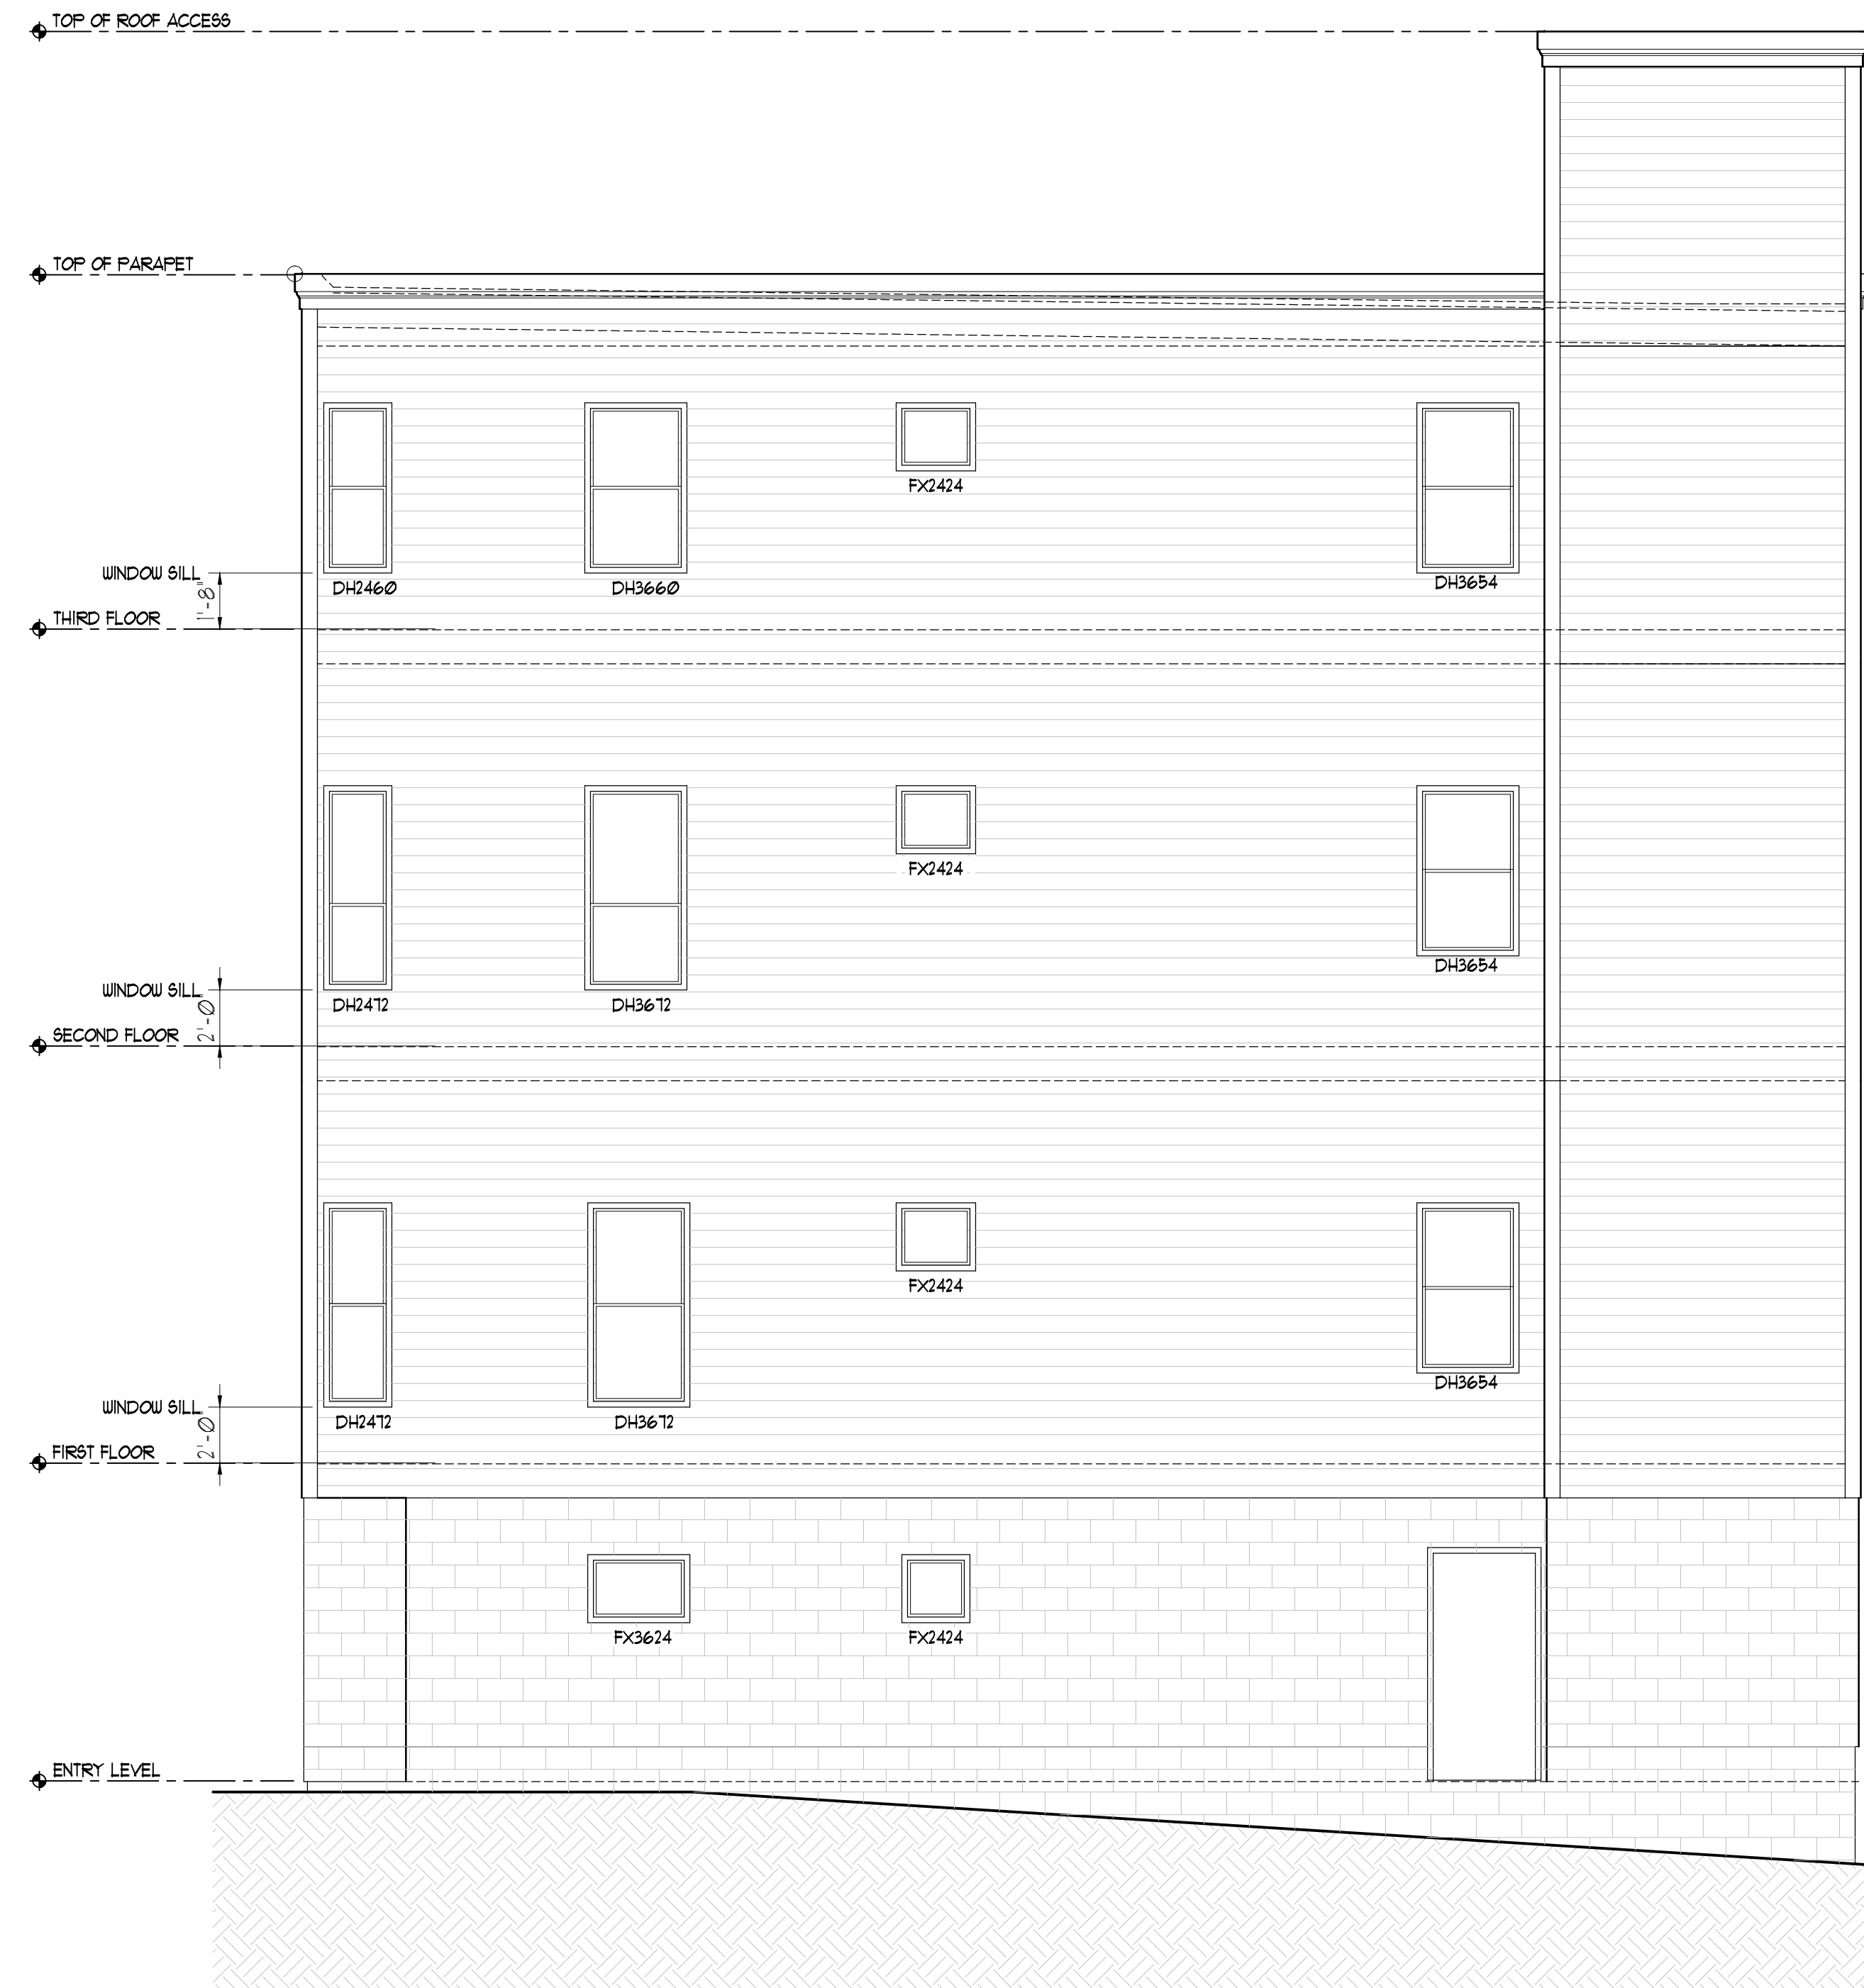 TOP OF ROOF ACCESS
TOP OF PARAPET
FX2424
WINDOW SILL
DH2460
DH3660
DH3654
1'-8"
THIRD FLOOR
FX2424
DH3654
WINDOW SILL
DH2472
DH3672
2'-0"
SECOND FLOOR
FX2424
DH3654
WINDOW SILL
DH2472
DH3672
2'-0"
FIRST FLOOR
FX3624
FX2424
ENTRY LEVEL